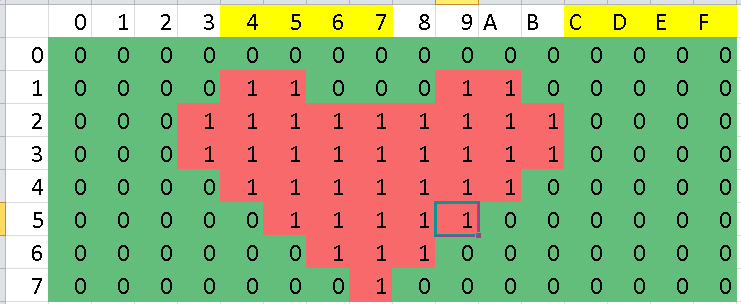 0 1 2 3 4 5 6 7 8 9 A B C D E F
0 0 0 0 0 0 0 0 0 0 0 0 0 0 0 0 0
1 0 0 0 0 1 1 0 0 0 1 1 0 0 0 0 0
2 0 0 0 1 1 1 1 1 1 1 1 1 0 0 0 0
3 0 0 0 1 1 1 1 1 1 1 1 1 0 0 0 0
4 0 0 0 0 1 1 1 1 1 1 1 0 0 0 0 0
5 0 0 0 0 0 1 1 1 1 1 0 0 0 0 0 0
6 0 0 0 0 0 0 1 1 1 0 0 0 0 0 0 0
7 0 0 0 0 0 0 0 1 0 0 0 0 0 0 0 0